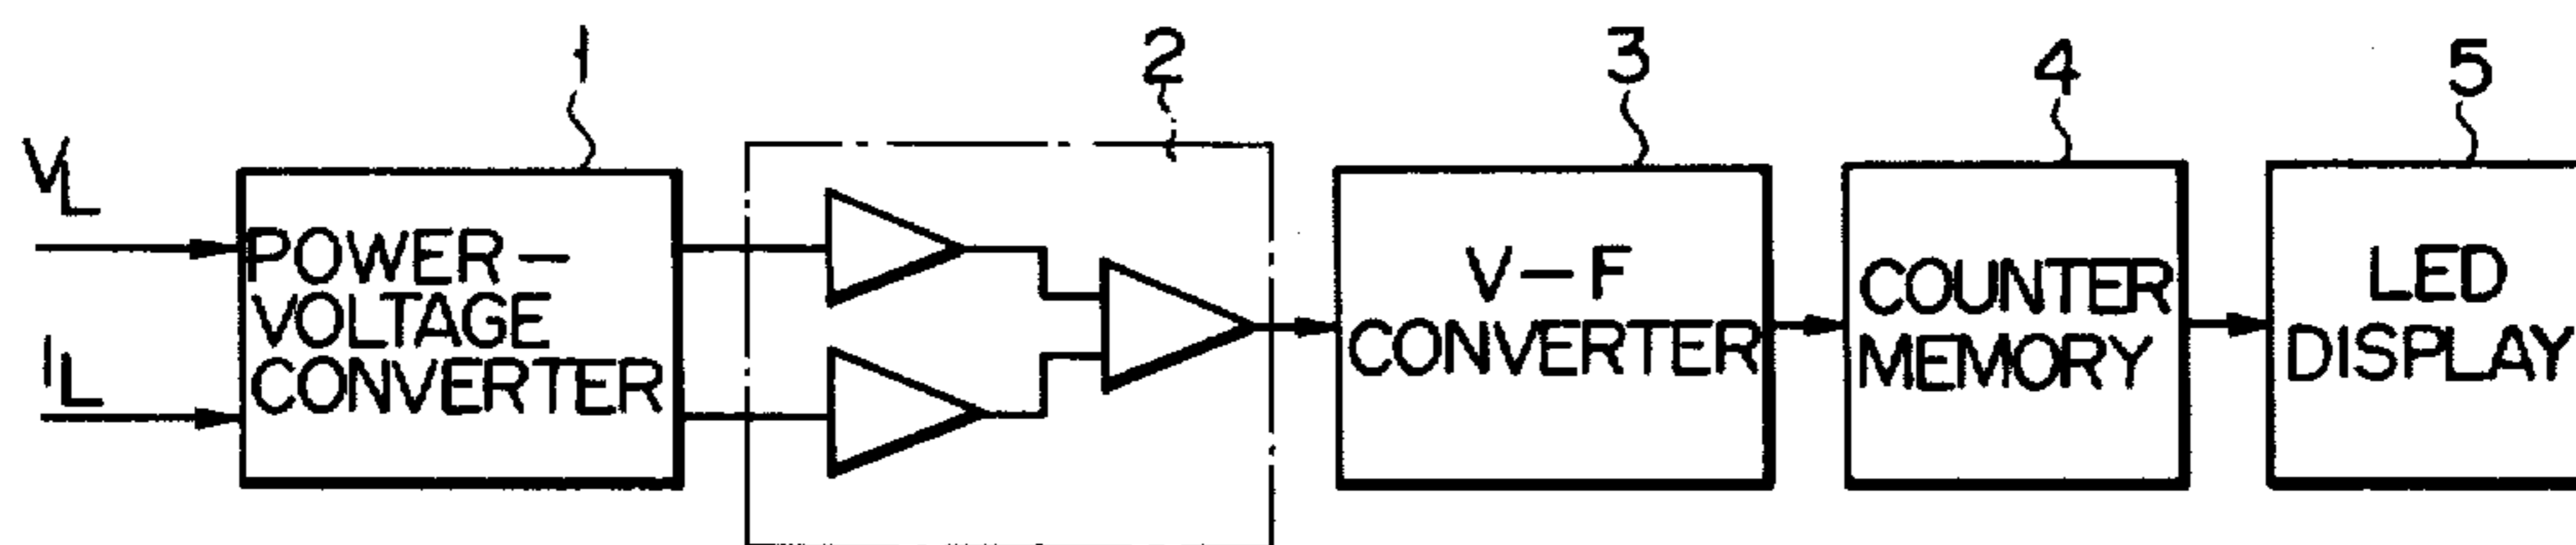 1
2
3
4
5
VL
IL
POWER-
VOLTAGE
CONVERTER
V-F
CONVERTER
COUNTER
MEMORY
LED
DISPLAY